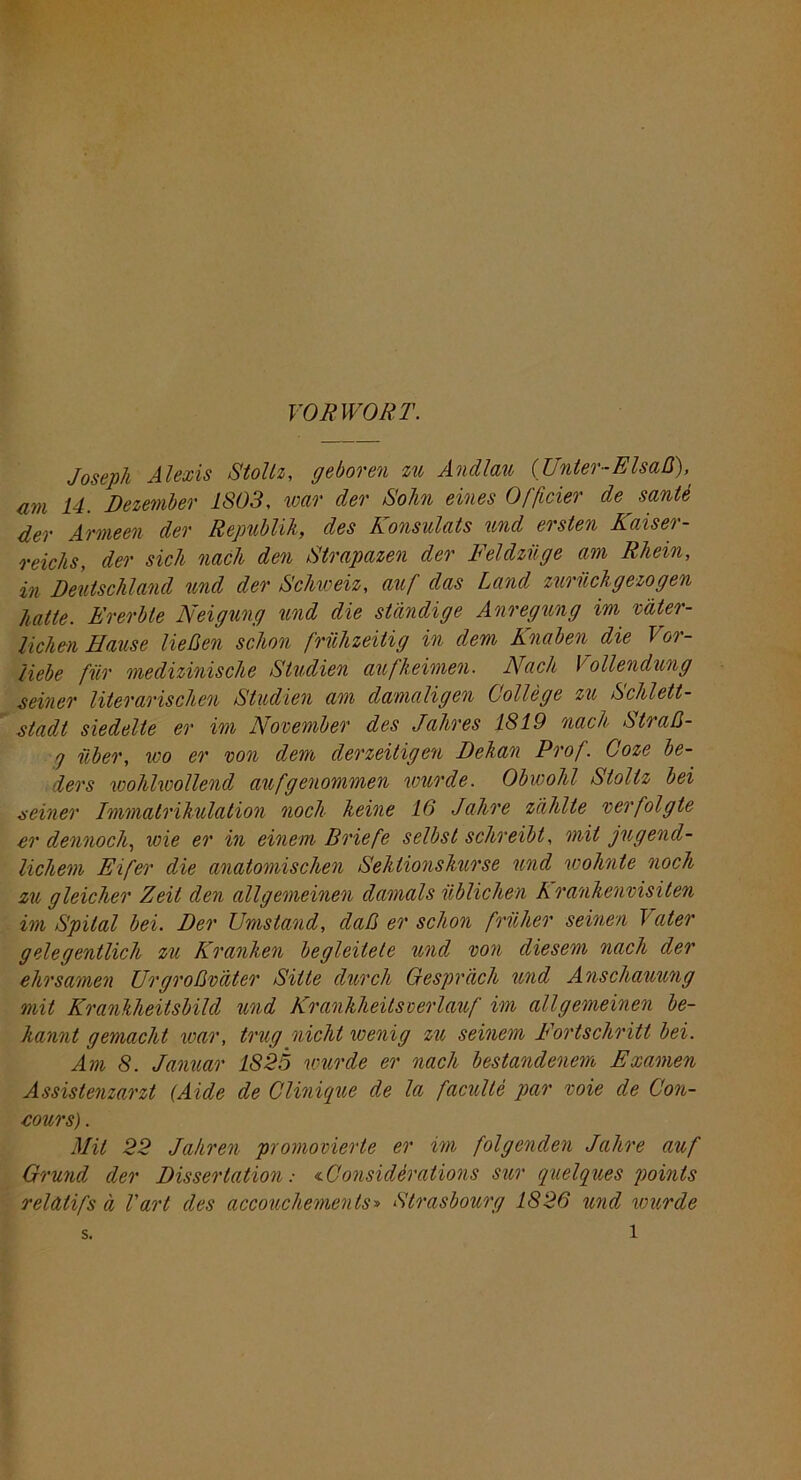 VORWORT.
Joseph Alexis Stoltz, geboren zu Andlau (Unter-Elsaß),
am 14. Dezember 1803, war der Sohn eines Officier de santé
der Armeen der Republik, des Konsulats und ersten Kaiser-
reichs, der sich nach den Strapazen der Feldzüge am Rhein,
in Deutschland und der Schweiz, auf das Land zurückgezogen
hatte. Ererbte Neigung und die ständige Anregung im väter-
lichen Hause ließen schon frühzeitig in dem Knaben die Vor-
liebe für medizinische Studien aufkeimen. Nach Vollendung
seiner literarischen Studien am damaligen Collège zu Schlett-
stadt siedelte er im November des Jahres 1819 nach Straß-
g über, wo er von dem derzeitigen Dekan Prof. Coze be-
ders wohlwollend aufgenommen wurde. Obwohl Stoltz bei
seiner Immatrikulation noch keine 16 Jahre zählte verfolgte
er dennoch, wie er in einem Briefe selbst schreibt, mit jugend-
lichem Eifer die anatomischen Sektionskurse und wohnte noch
zu gleicher Zeit den allgemeinen damals üblichen Krankenvisiten
im Spital bei. Der Umstand, daß er schon früher seinen Vater
gelegentlich zu Kranken begleitete und von diesem nach der
ehrsamen Urgroßväter Sitte durch Gespräch und Anschauung
mit Krankheitsbild und Krankheitsverlauf im allgemeinen be-
kannt gemacht war, trug nicht wenig zu seinem Fortschritt bei.
Am 8. Januar 1825 wurde er nach bestandenem Examen
Assistenzarzt (Aide de Clinique de la faculté par voie de Con-
cours).
Mit 22 Jahren promovierte er im folgenden Jahre auf
Grund der Dissertation: «Considérations sur quelques points
relatifs à l'art des accouchements» Strasbourg 1826 und wurde
s. 1